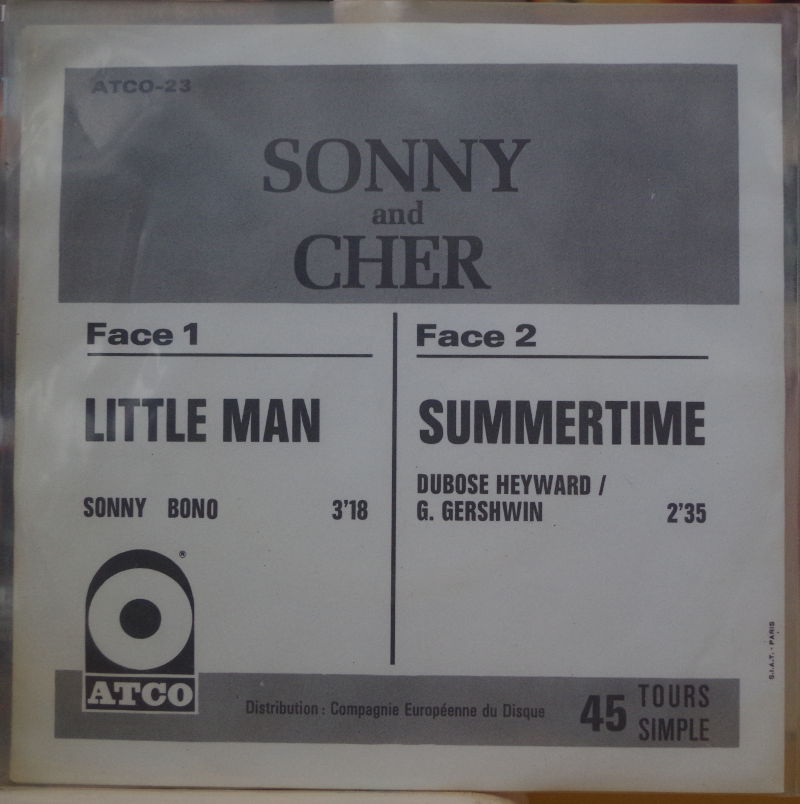 ATCO-23
SONNY
and
CHER
Face 1
LITTLE MAN
SONNY BONO 3'18
Face 2
SUMMERTIME
DUBOSE HEYWARD /
G. GERSHWIN 2'35
®
ATCO
Distribution : Compagnie Européenne du Disque
45 TOURS
SIMPLE
S.I.A.T. - PARIS